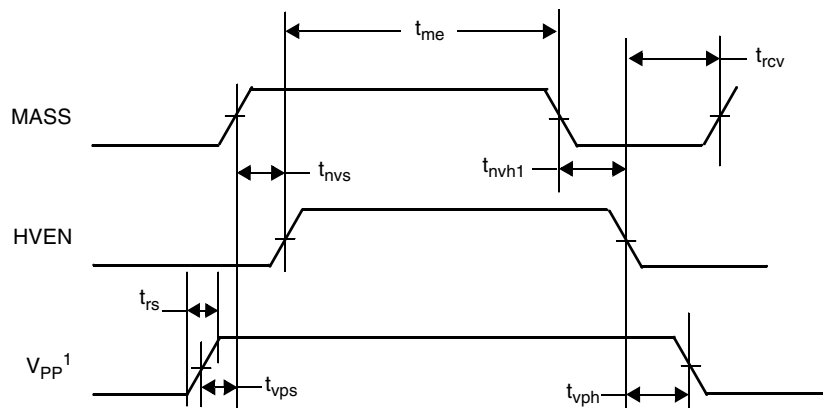 t_me
t_rcv
MASS
t_nvs
t_nvh1
HVEN
t_rs
V_PP^1
t_vps
t_vph